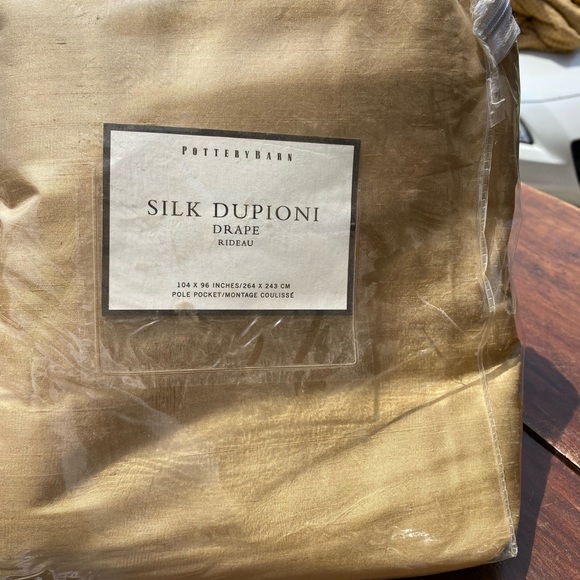 POTTERYBARN
SILK DUPIONI
DRAPE
RIDEAU
104 X 96 INCHES/264 X 243 CM
POLE POCKET/MONTAGE COULISSÉ